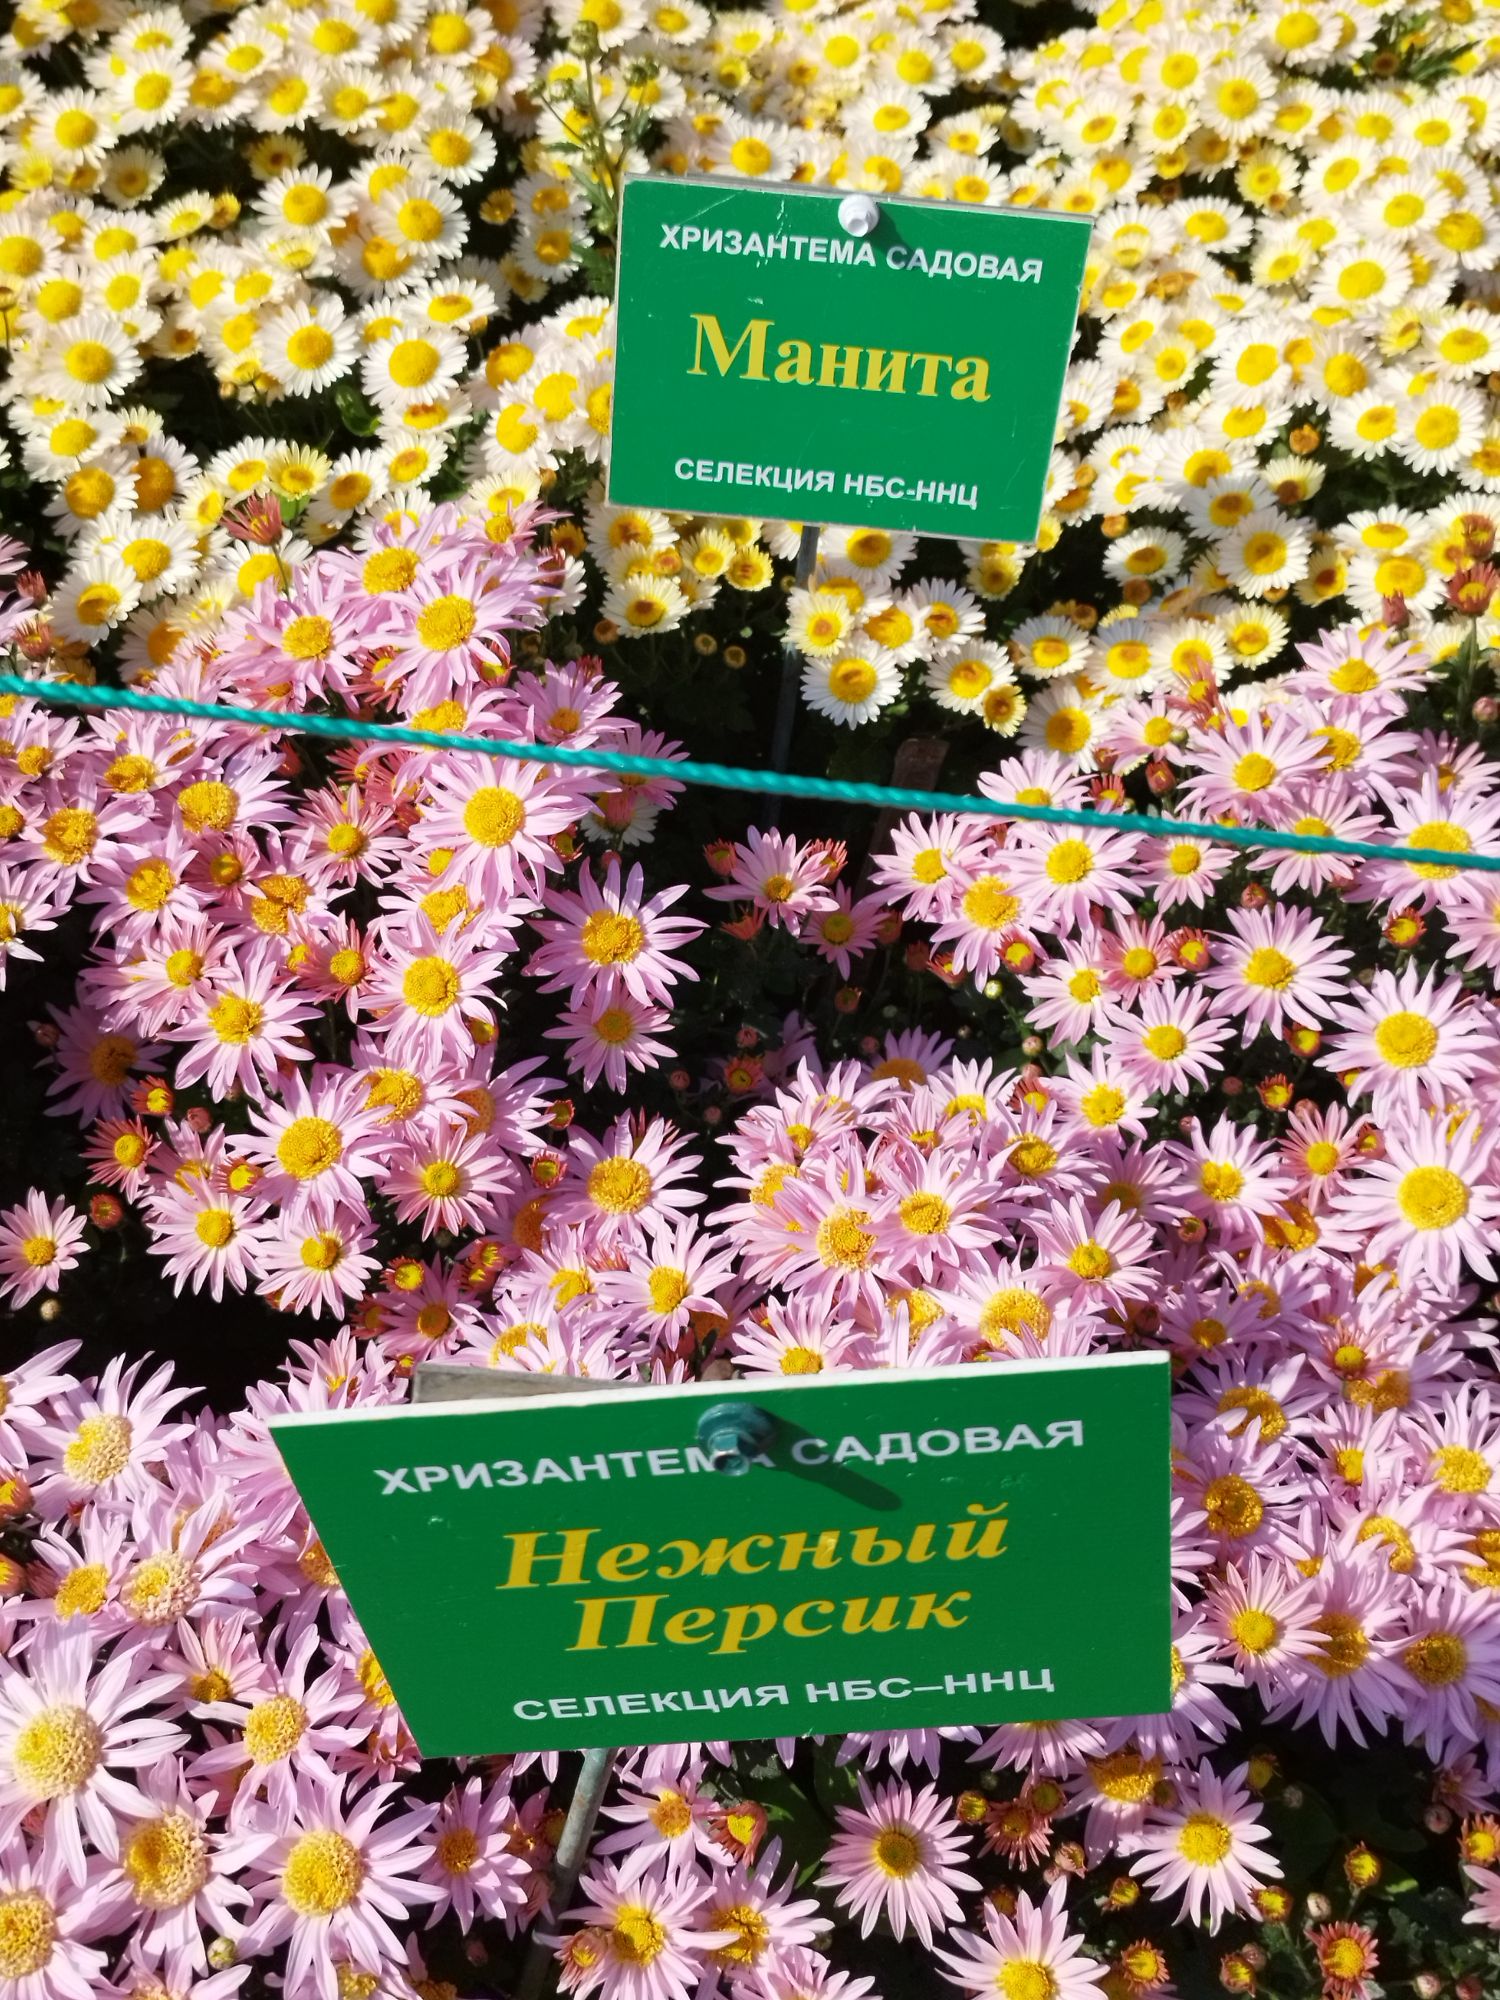 ХРИЗАНТЕМА САДОВАЯ
Манита
СЕЛЕКЦИЯ НБС-ННЦ
ХРИЗАНТЕМА САДОВАЯ
Нежный
Персик
СЕЛЕКЦИЯ НБС–ННЦ